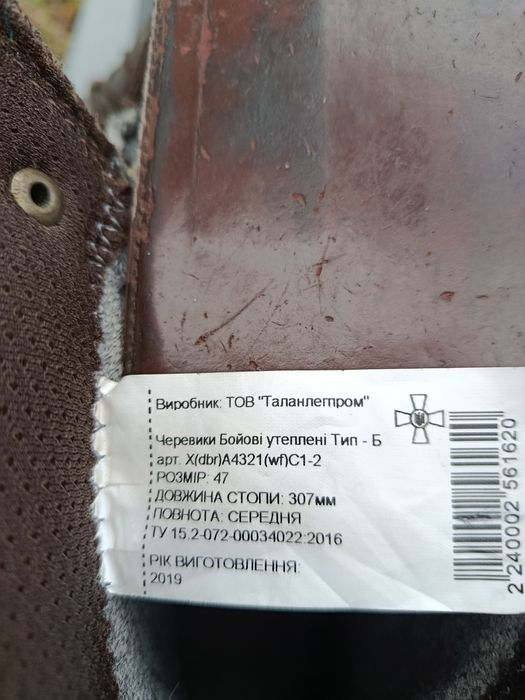 Виробник: ТОВ "Таланлегпром"
Черевики Бойові утеплені Тип - Б
арт. X(dbr)A4321(wf)C1-2
РОЗМІР: 47
ДОВЖИНА СТОПИ: 307мм
ПОВНОТА: СЕРЕДНЯ
ТУ 15.2-072-00034022:2016
РІК ВИГОТОВЛЕННЯ:
2019
2 240002 561620